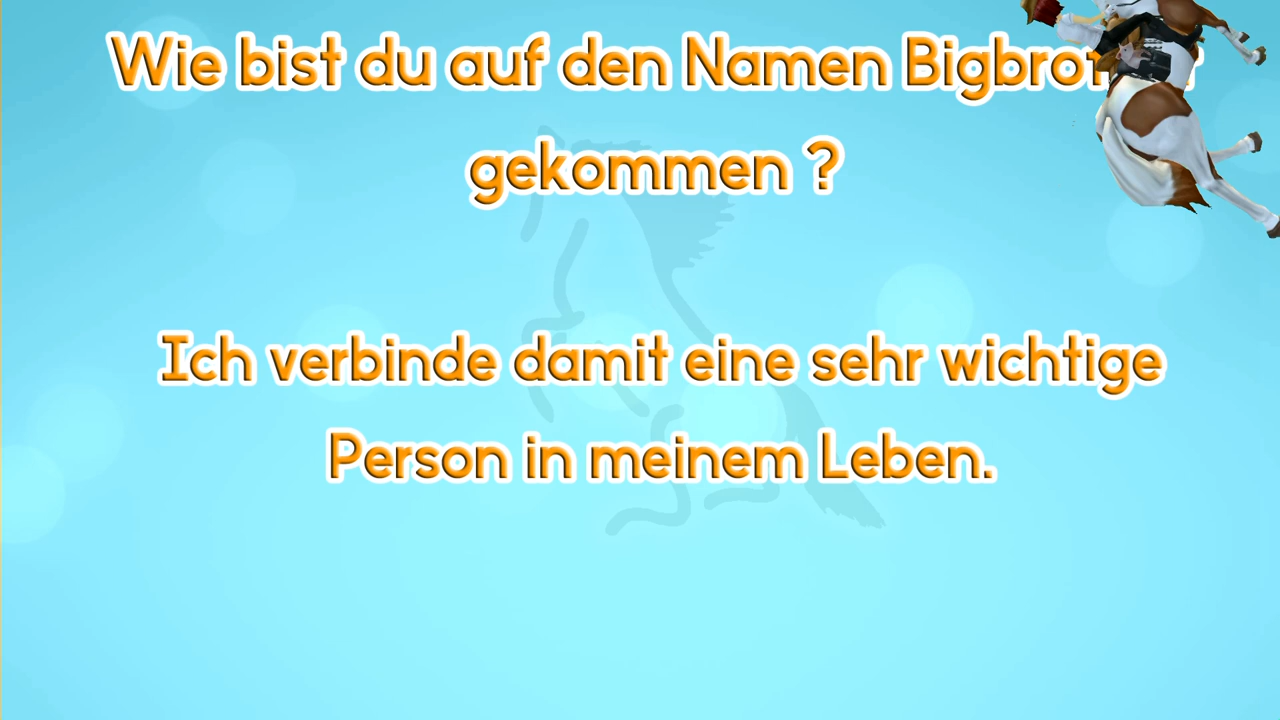 Wie bist du auf den Namen
gekommen ?
Ich verbinde damit eine sehr wichtige
Person in meinem Leben.